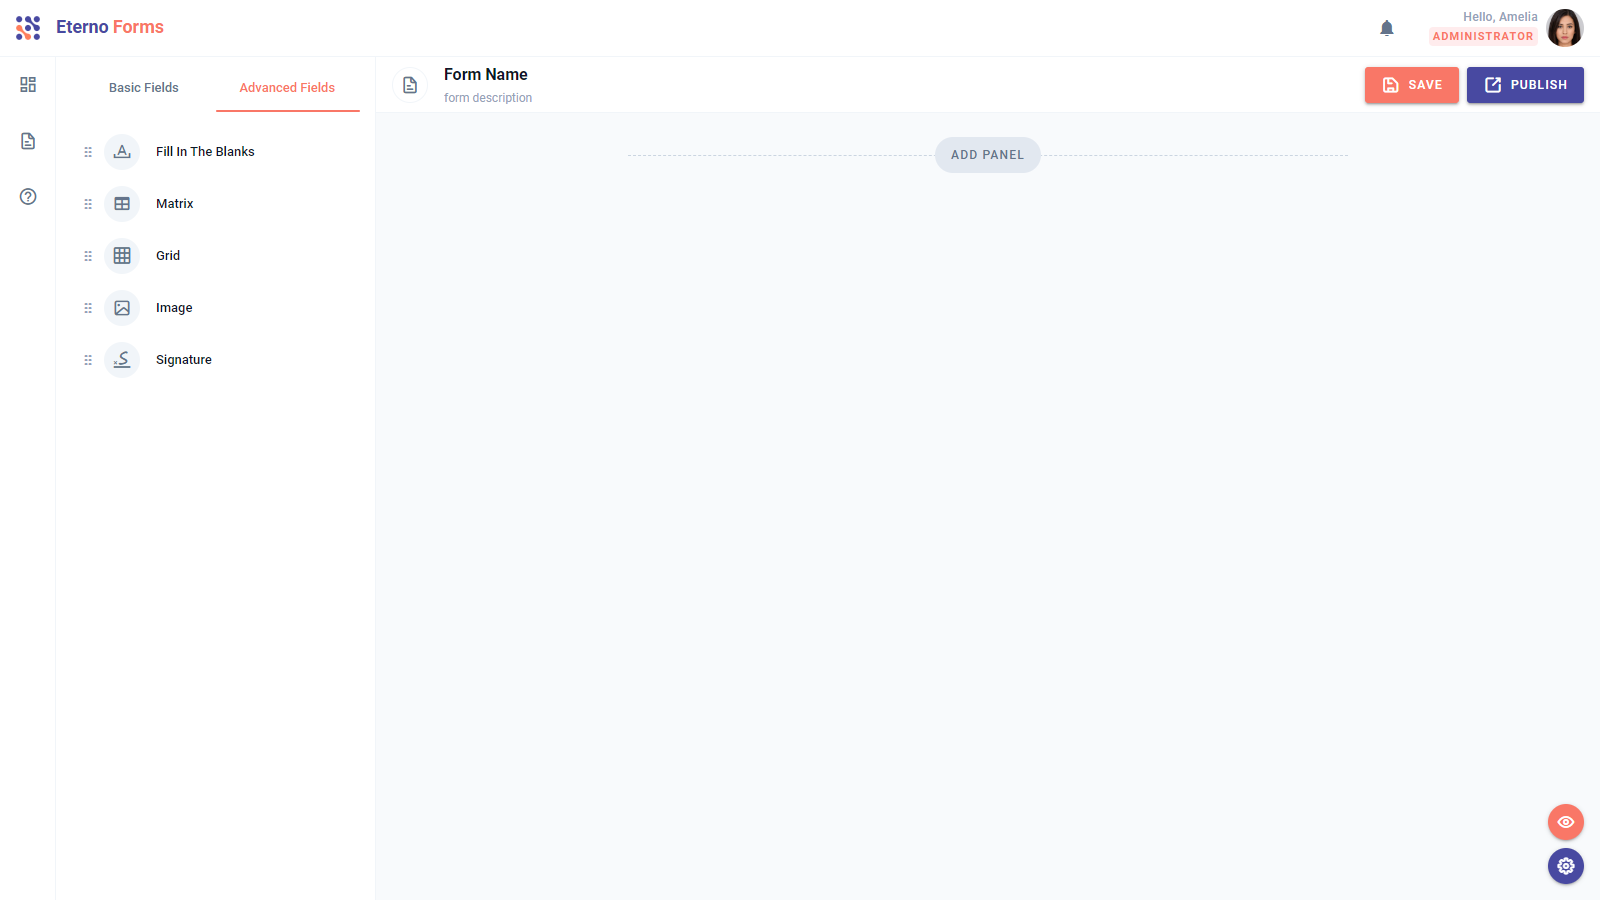 Eterno Forms
Hello, Amelia
ADMINISTRATOR
Basic Fields
Advanced Fields
Form Name
form description
SAVE
PUBLISH
ADD PANEL
Fill In The Blanks
Matrix
Grid
Image
Signature